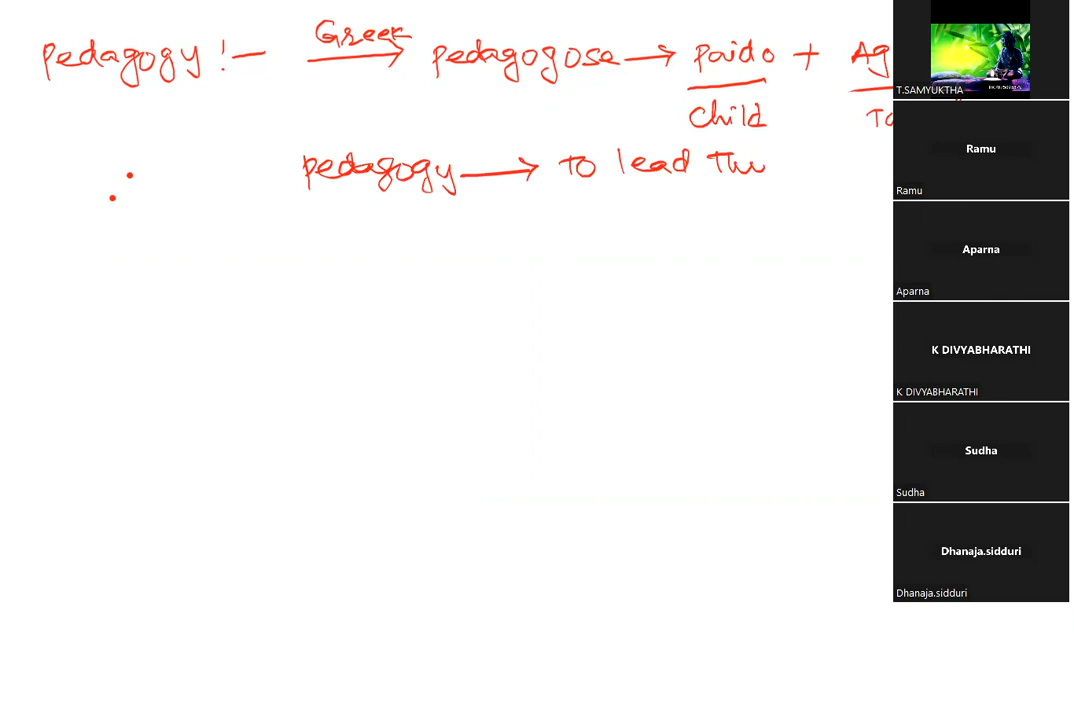 Pedagogy :- Greek → pedagogose → Paido + Ag
Child To
pedagogy → To lead The
T.SAMYUKTHA
Ramu
Ramu
Aparna
Aparna
K DIVYABHARATHI
K DIVYABHARATHI
Sudha
Sudha
Dhanaja.sidduri
Dhanaja.sidduri